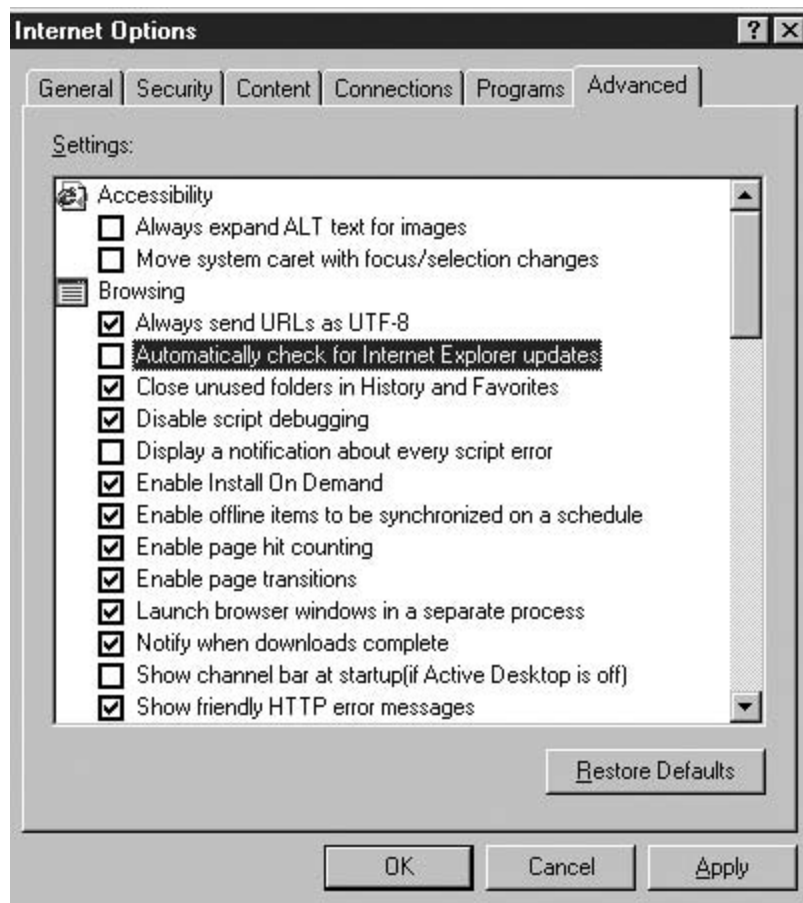 Internet Options
General Security Content Connections Programs Advanced
Settings:
Accessibility
Always expand ALT text for images
Move system caret with focus/selection changes
Browsing
Always send URLs as UTF-8
Automatically check for Internet Explorer updates
Close unused folders in History and Favorites
Disable script debugging
Display a notification about every script error
Enable Install On Demand
Enable offline items to be synchronized on a schedule
Enable page hit counting
Enable page transitions
Launch browser windows in a separate process
Notify when downloads complete
Show channel bar at startup(if Active Desktop is off)
Show friendly HTTP error messages
Restore Defaults
OK Cancel Apply